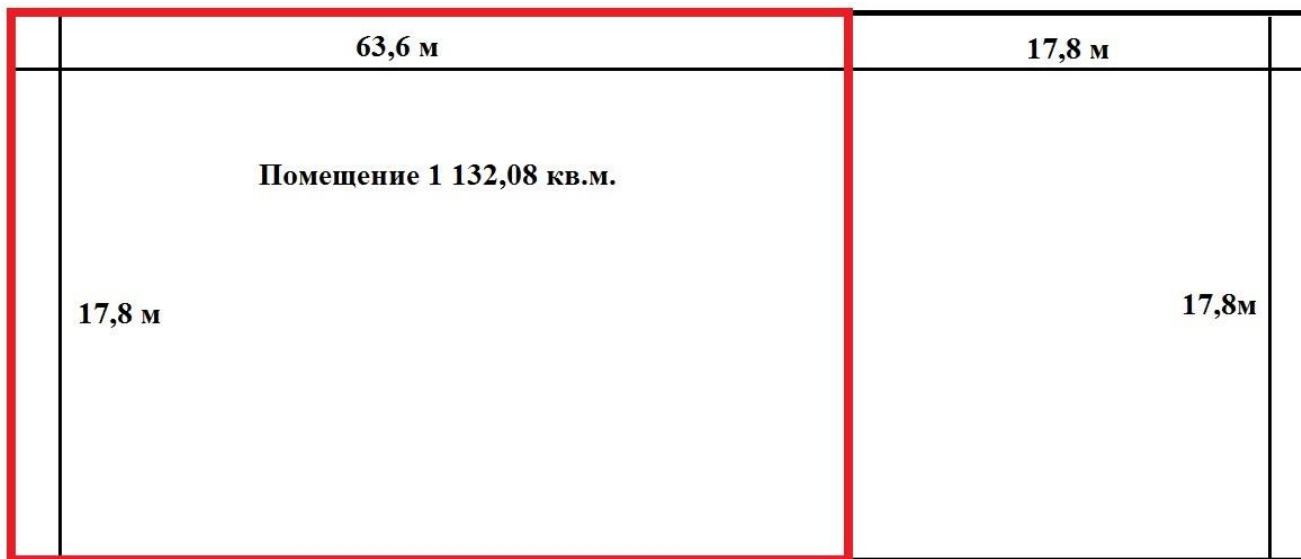 63,6 м
17,8 м
Помещение 1 132,08 кв.м.
17,8 м
17,8м